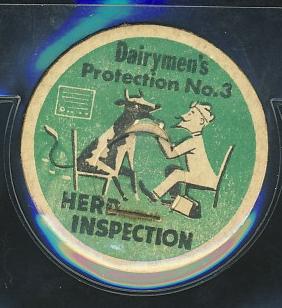 Dairymen's
Protection No.3
HERD
INSPECTION